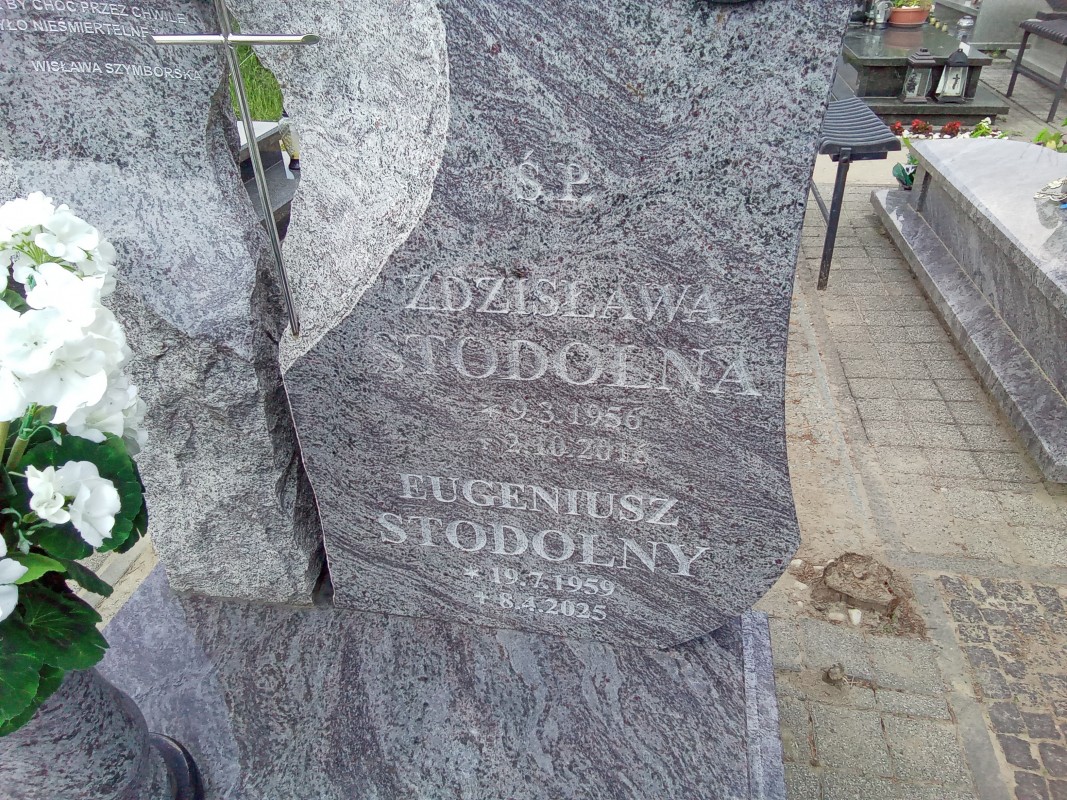 BY CHOĆ PRZEZ CHWILĘ
YŁO NIEŚMIERTELNE
WISŁAWA SZYMBORSKA
Ś.P.
ZDZISŁAWA
STODOLNA
* 9.3.1956
+ 2.10.2016
EUGENIUSZ
STODOLNY
* 19.7.1959
+ 8.4.2025